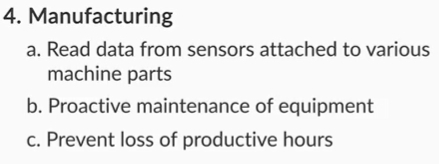 4. Manufacturing
a. Read data from sensors attached to various
machine parts
b. Proactive maintenance of equipment
c. Prevent loss of productive hours